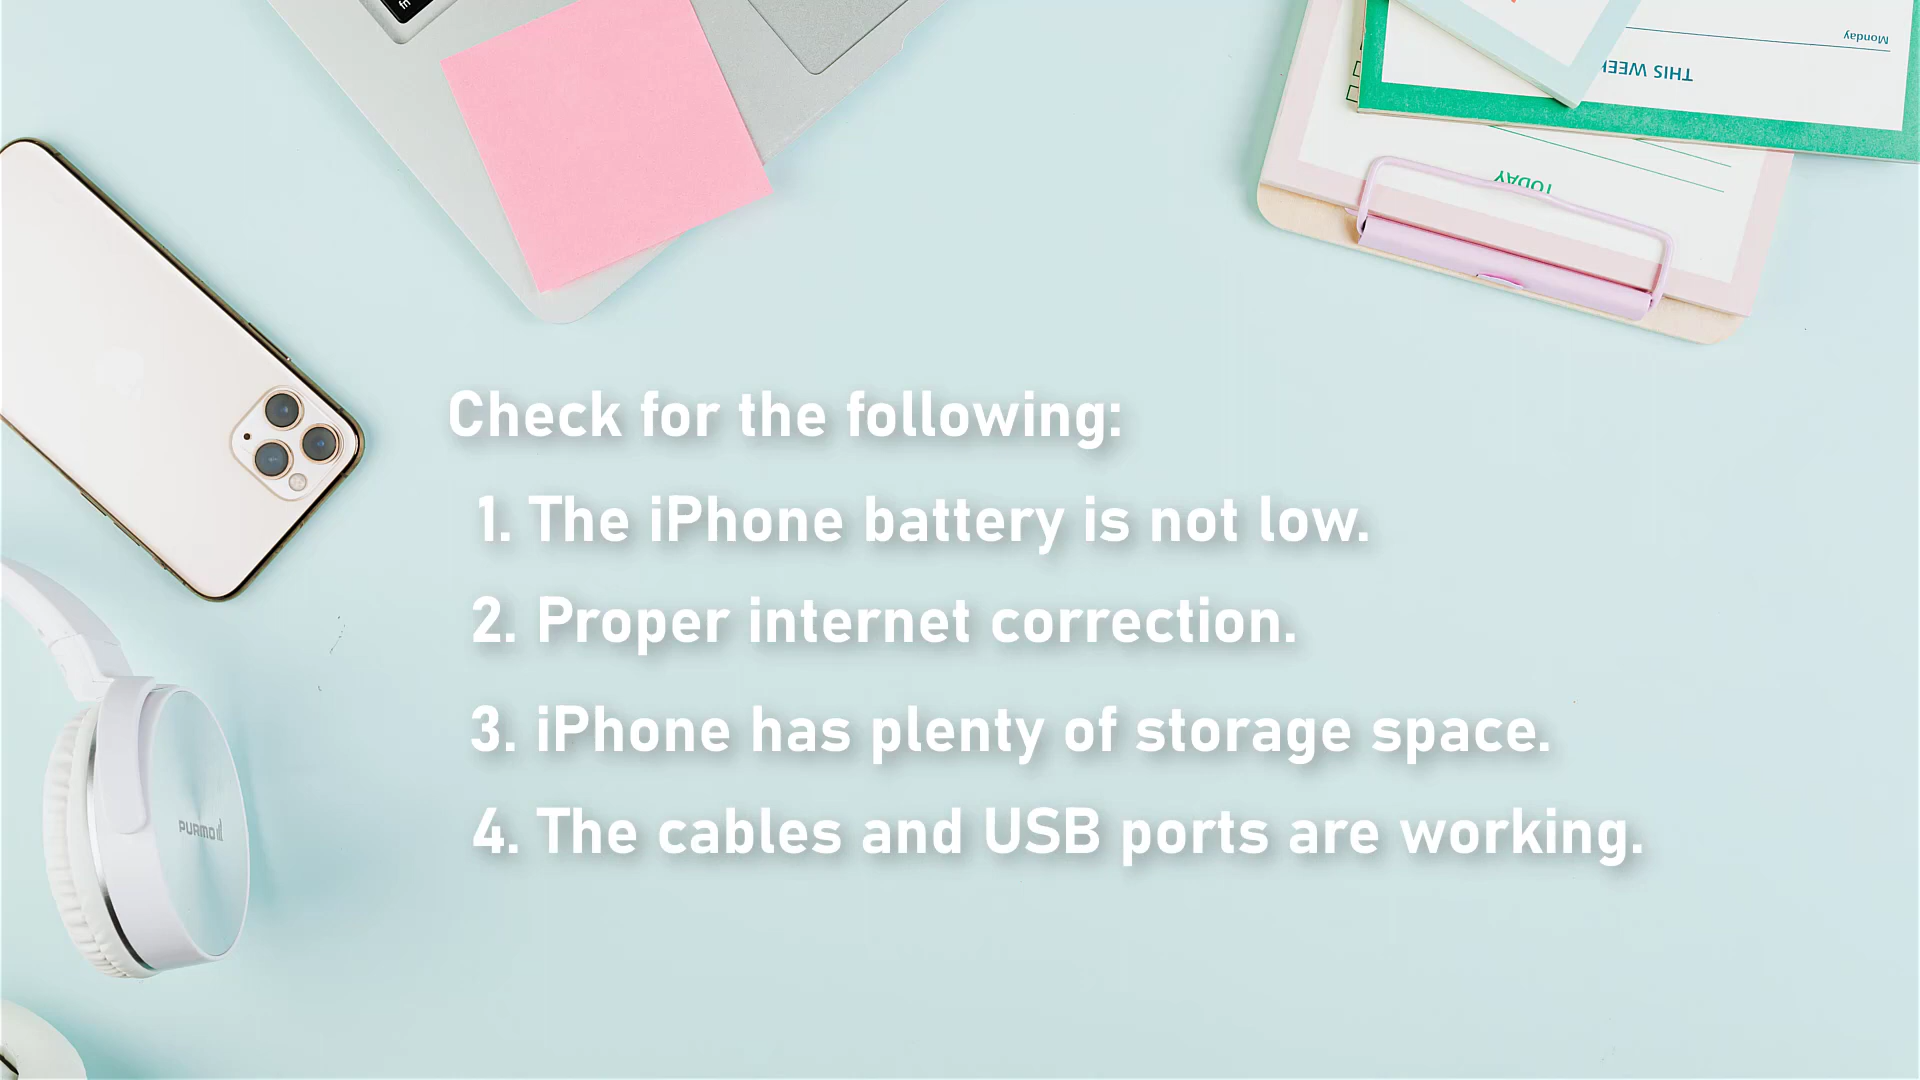 Monday
THIS WEEK
TODAY
Check for the following:
1. The iPhone battery is not low.
2. Proper internet correction.
3. iPhone has plenty of storage space.
4. The cables and USB ports are working.
PURMO